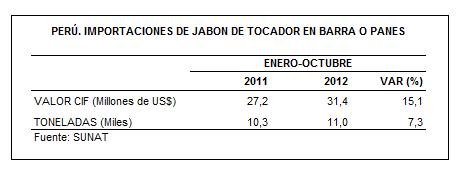 PERÚ. IMPORTACIONES DE JABON DE TOCADOR EN BARRA O PANES
ENERO-OCTUBRE
2011 2012 VAR (%)
VALOR CIF (Millones de US$) 27,2 31,4 15,1
TONELADAS (Miles) 10,3 11,0 7,3
Fuente: SUNAT